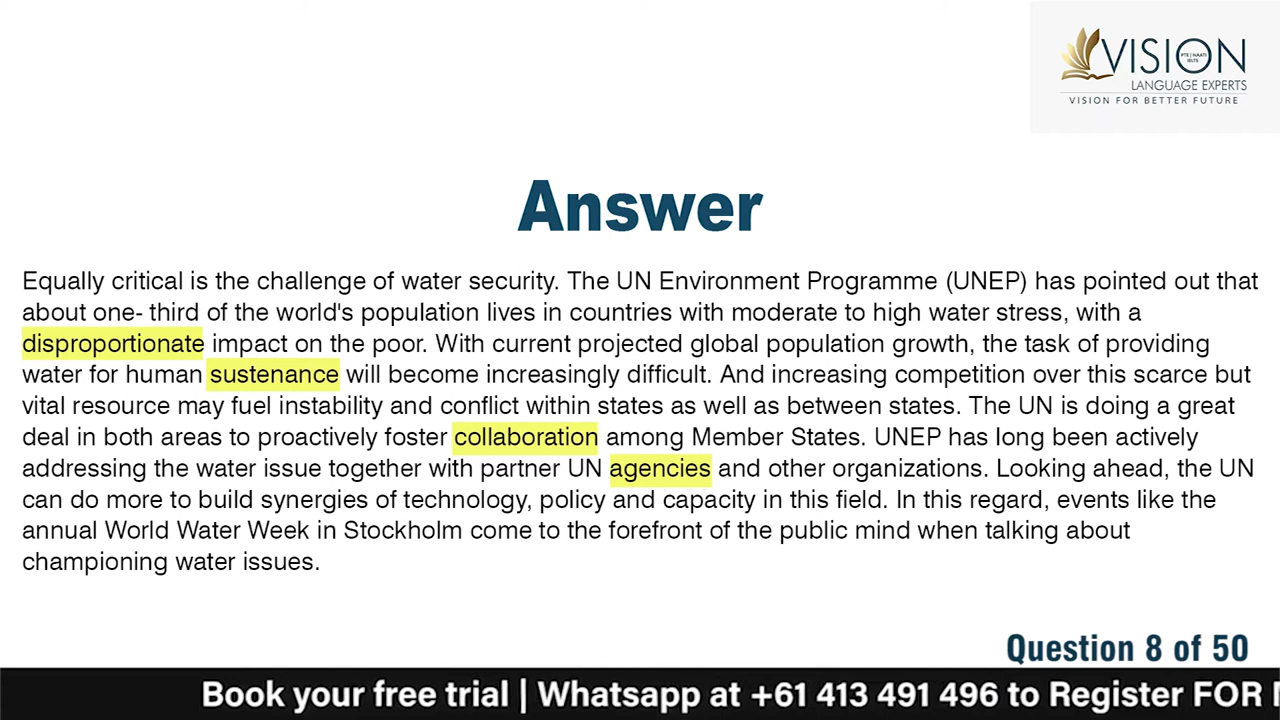 VISION
PTE | NAATI
IELTS
LANGUAGE EXPERTS
VISION FOR BETTER FUTURE
Answer
Equally critical is the challenge of water security. The UN Environment Programme (UNEP) has pointed out that
about one- third of the world's population lives in countries with moderate to high water stress, with a
disproportionate impact on the poor. With current projected global population growth, the task of providing
water for human sustenance will become increasingly difficult. And increasing competition over this scarce but
vital resource may fuel instability and conflict within states as well as between states. The UN is doing a great
deal in both areas to proactively foster collaboration among Member States. UNEP has long been actively
addressing the water issue together with partner UN agencies and other organizations. Looking ahead, the UN
can do more to build synergies of technology, policy and capacity in this field. In this regard, events like the
annual World Water Week in Stockholm come to the forefront of the public mind when talking about
championing water issues.
Question 8 of 50
Book your free trial | Whatsapp at +61 413 491 496 to Register FOR